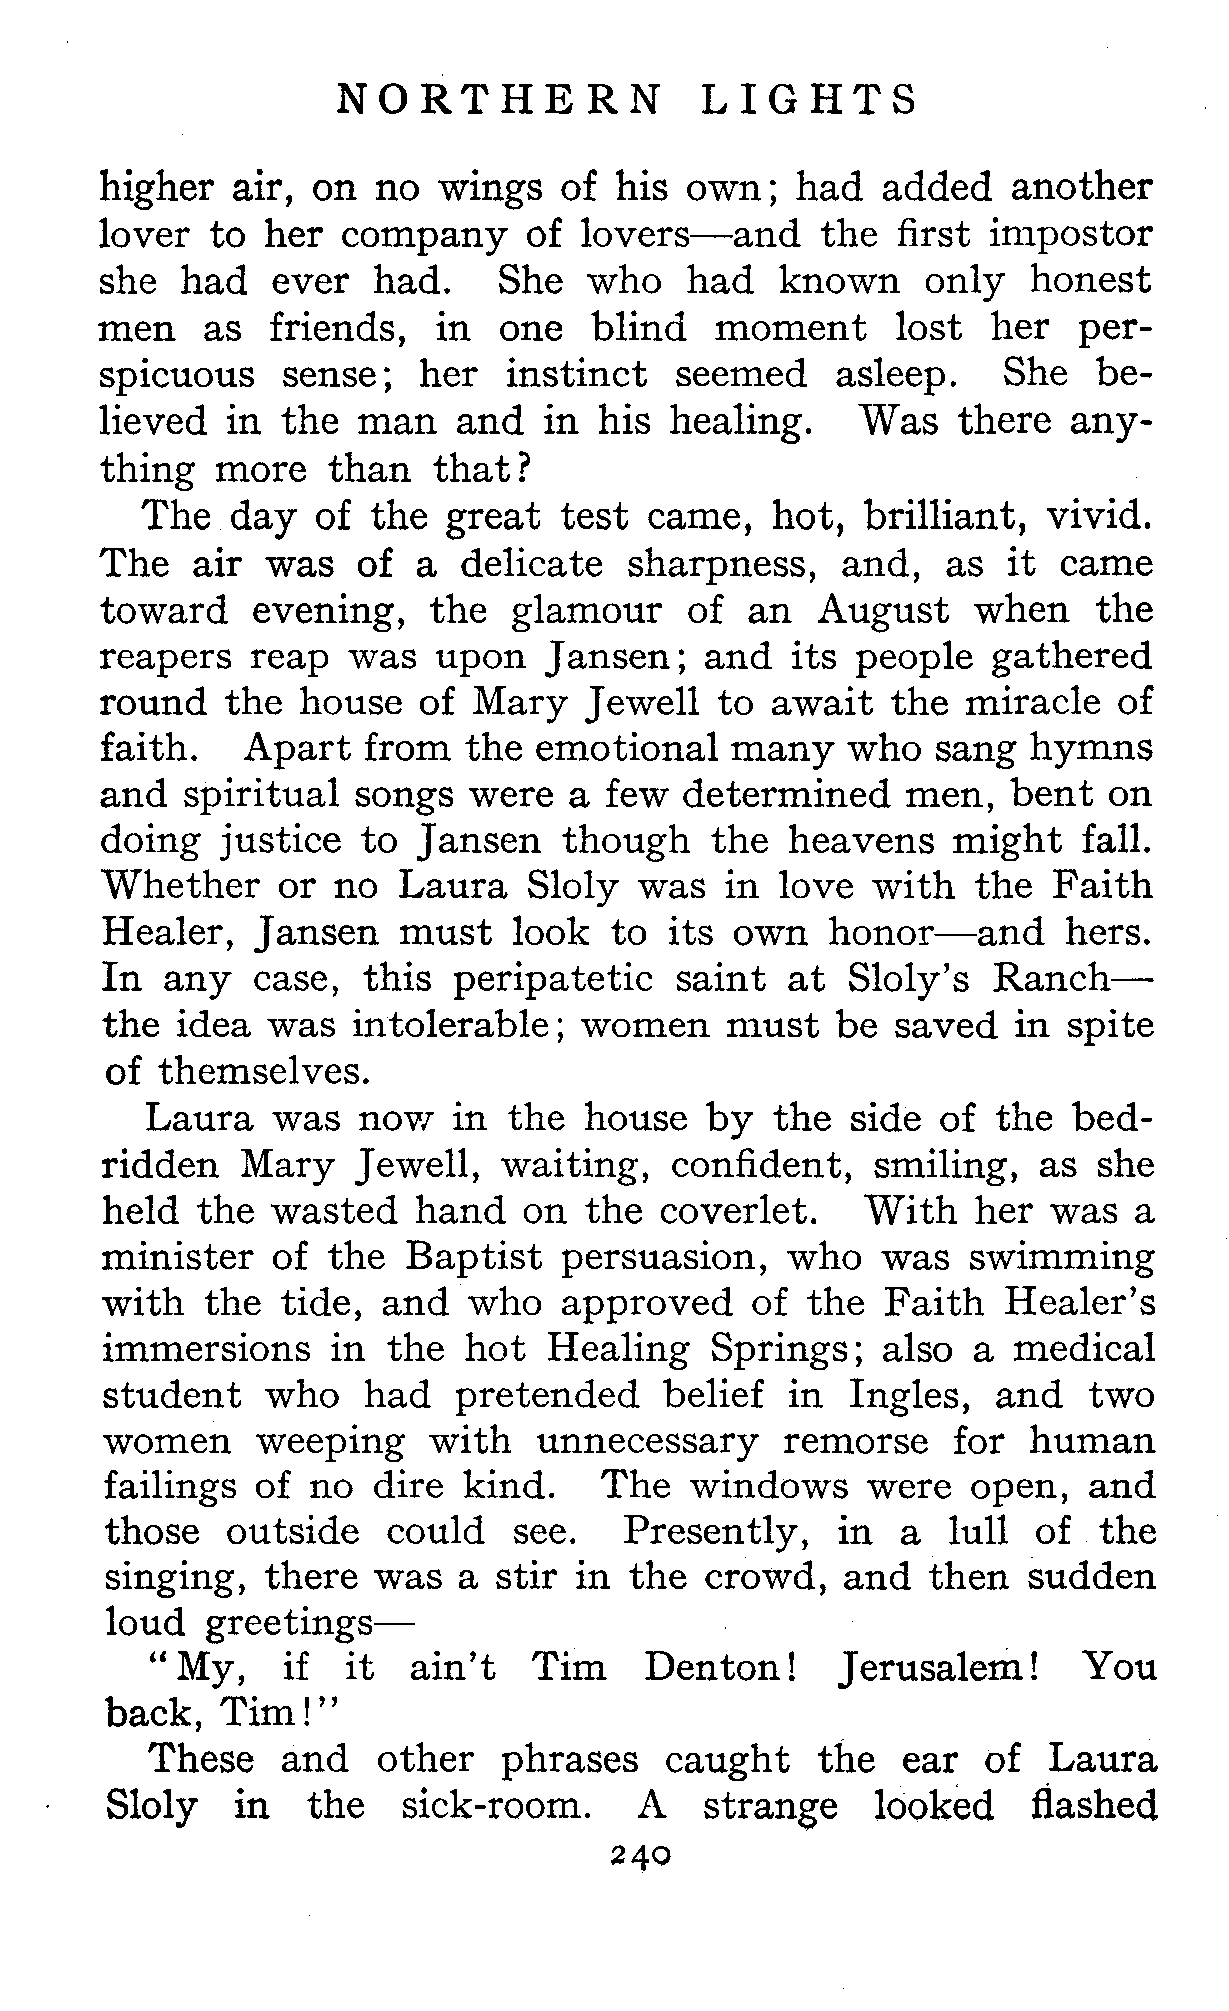 NORTHERN LIGHTS
higher air, on no wings of his own; had added another
lover to her company of lovers—and the first impostor
she had ever had. She who had known only honest
men as friends, in one blind moment lost her per-
spicuous sense; her instinct seemed asleep. She be-
lieved in the man and in his healing. Was there any-
thing more than that?
The day of the great test came, hot, brilliant, vivid.
The air was of a delicate sharpness, and, as it came
toward evening, the glamour of an August when the
reapers reap was upon Jansen; and its people gathered
round the house of Mary Jewell to await the miracle of
faith. Apart from the emotional many who sang hymns
and spiritual songs were a few determined men, bent on
doing justice to Jansen though the heavens might fall.
Whether or no Laura Sloly was in love with the Faith
Healer, Jansen must look to its own honor—and hers.
In any case, this peripatetic saint at Sloly's Ranch—
the idea was intolerable; women must be saved in spite
of themselves.
Laura was now in the house by the side of the bed-
ridden Mary Jewell, waiting, confident, smiling, as she
held the wasted hand on the coverlet. With her was a
minister of the Baptist persuasion, who was swimming
with the tide, and who approved of the Faith Healer's
immersions in the hot Healing Springs; also a medical
student who had pretended belief in Ingles, and two
women weeping with unnecessary remorse for human
failings of no dire kind. The windows were open, and
those outside could see. Presently, in a lull of the
singing, there was a stir in the crowd, and then sudden
loud greetings—
"My, if it ain't Tim Denton! Jerusalem! You
back, Tim!"
These and other phrases caught the ear of Laura
Sloly in the sick-room. A strange looked flashed
240